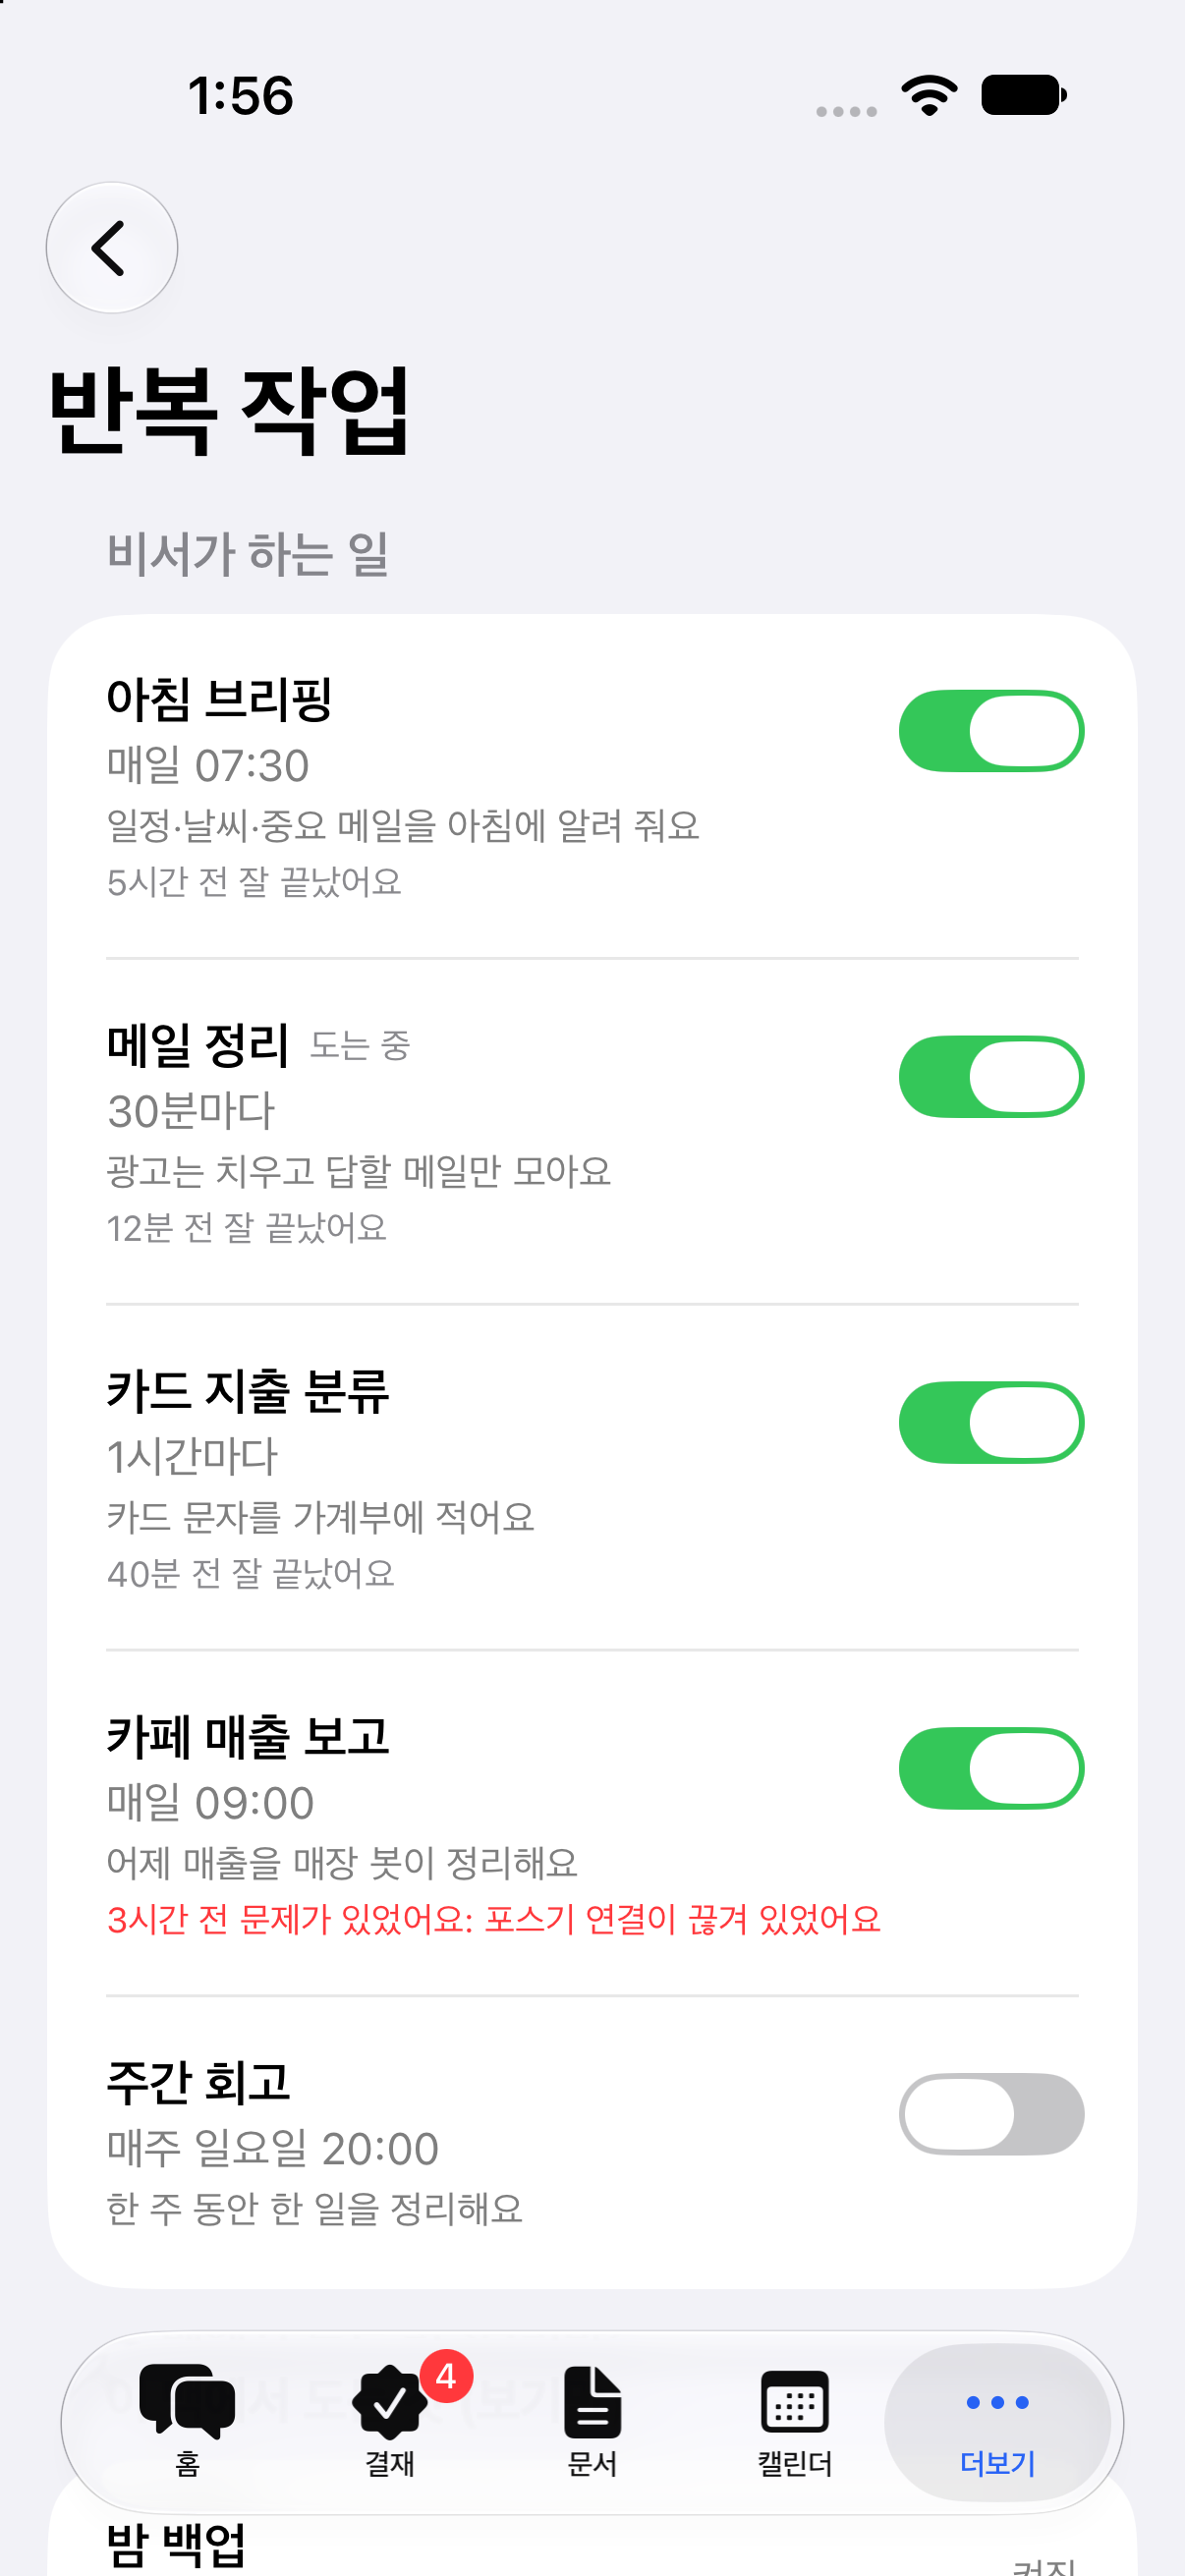 1:56
반복 작업
비서가 하는 일
아침 브리핑
매일 07:30
일정·날씨·중요 메일을 아침에 알려 줘요
5시간 전 잘 끝났어요
메일 정리 도는 중
30분마다
광고는 치우고 답할 메일만 모아요
12분 전 잘 끝났어요
카드 지출 분류
1시간마다
카드 문자를 가계부에 적어요
40분 전 잘 끝났어요
카페 매출 보고
매일 09:00
어제 매출을 매장 봇이 정리해요
3시간 전 문제가 있었어요: 포스기 연결이 끊겨 있었어요
주간 회고
매주 일요일 20:00
한 주 동안 한 일을 정리해요
4
홈 결재 문서 캘린더 더보기
밤 백업